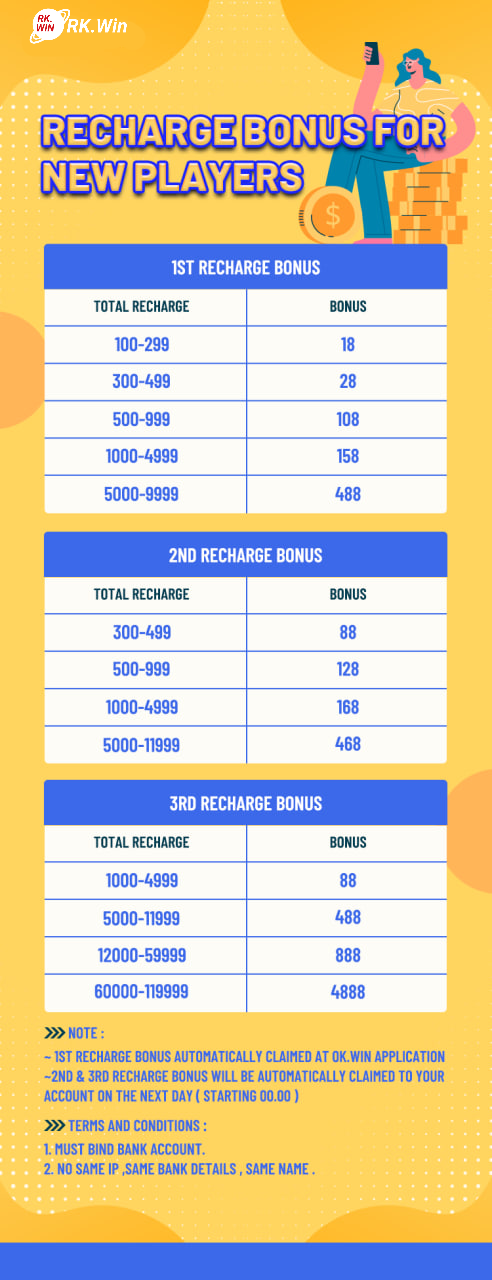 RK.
WIN
RK.Win
RECHARGE BONUS FOR
NEW PLAYERS
$
1ST RECHARGE BONUS
TOTAL RECHARGE BONUS
100-299 18
300-499 28
500-999 108
1000-4999 158
5000-9999 488
2ND RECHARGE BONUS
TOTAL RECHARGE BONUS
300-499 88
500-999 128
1000-4999 168
5000-11999 468
3RD RECHARGE BONUS
TOTAL RECHARGE BONUS
1000-4999 88
5000-11999 488
12000-59999 888
60000-119999 4888
NOTE :
~ 1ST RECHARGE BONUS AUTOMATICALLY CLAIMED AT OK.WIN APPLICATION
~2ND & 3RD RECHARGE BONUS WILL BE AUTOMATICALLY CLAIMED TO YOUR
ACCOUNT ON THE NEXT DAY ( STARTING 00.00 )
TERMS AND CONDITIONS :
1. MUST BIND BANK ACCOUNT.
2. NO SAME IP ,SAME BANK DETAILS , SAME NAME .